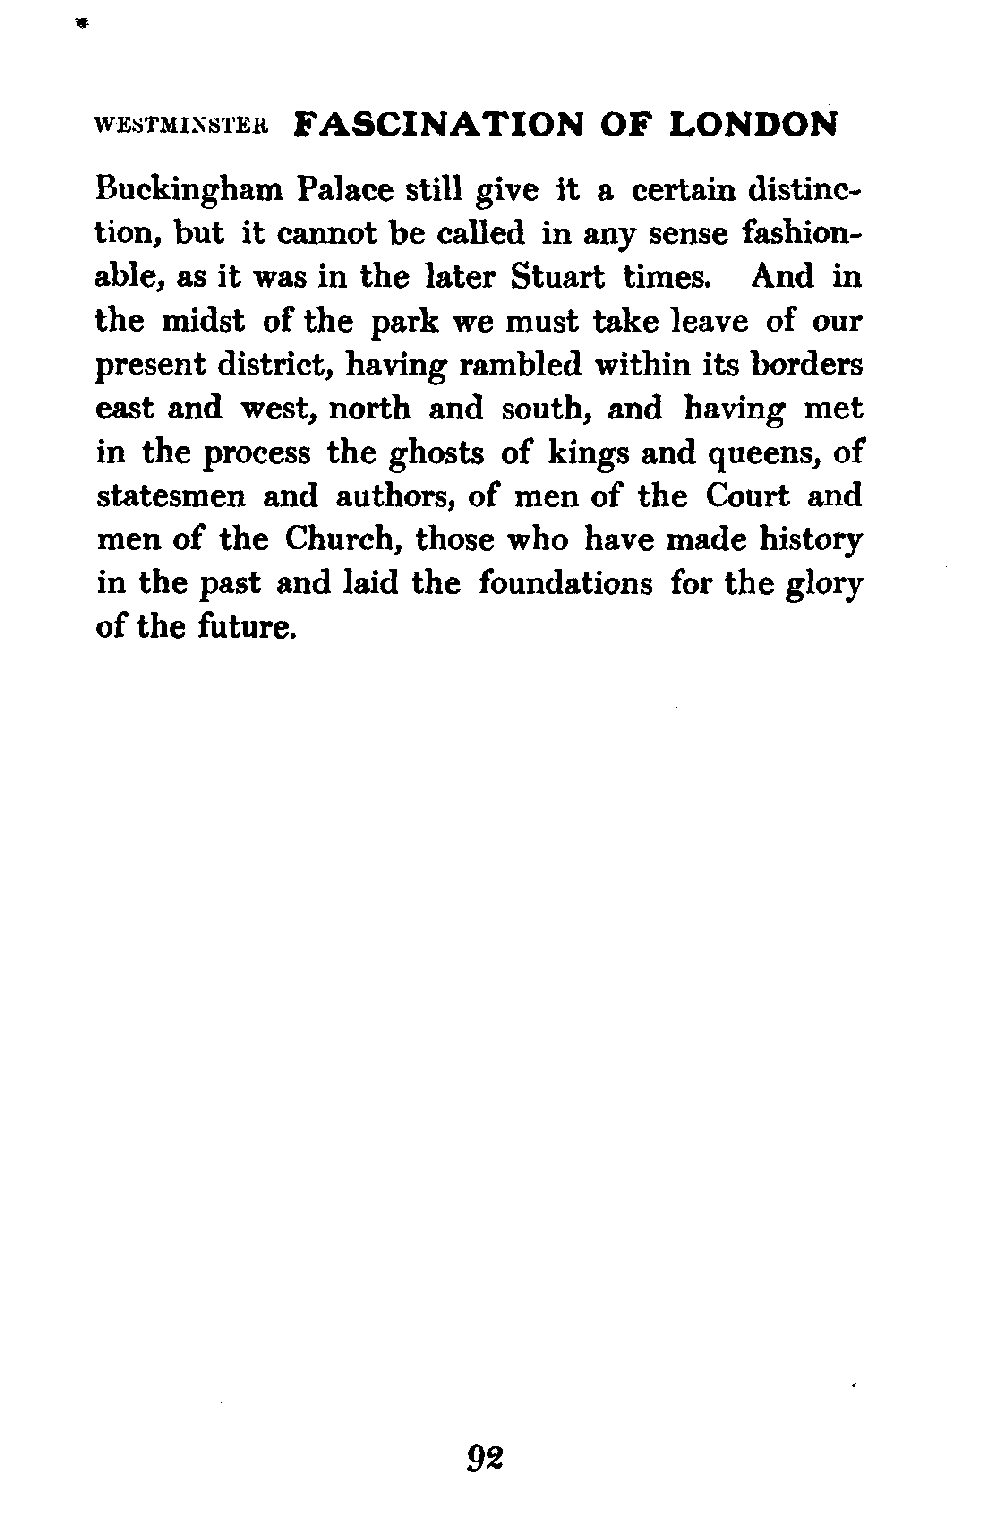 WESTMINSTER FASCINATION OF LONDON
Buckingham Palace still give it a certain distinc-
tion, but it cannot be called in any sense fashion-
able, as it was in the later Stuart times. And in
the midst of the park we must take leave of our
present district, having rambled within its borders
east and west, north and south, and having met
in the process the ghosts of kings and queens, of
statesmen and authors, of men of the Court and
men of the Church, those who have made history
in the past and laid the foundations for the glory
of the future.
92